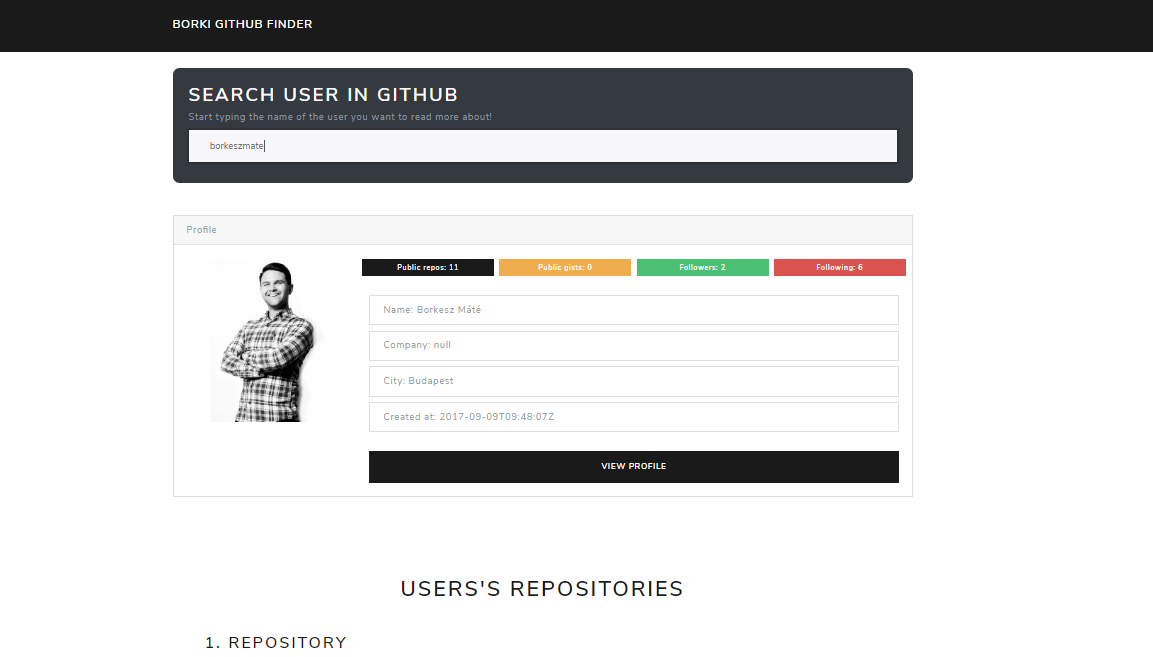 BORKI GITHUB FINDER
SEARCH USER IN GITHUB
Start typing the name of the user you want to read more about!
borkeszmate
Profile
Public repos: 11
Public gists: 0
Followers: 2
Following: 6
Name: Borkesz Máté
Company: null
City: Budapest
Created at: 2017-09-09T09:48:07Z
VIEW PROFILE
USERS'S REPOSITORIES
1. REPOSITORY